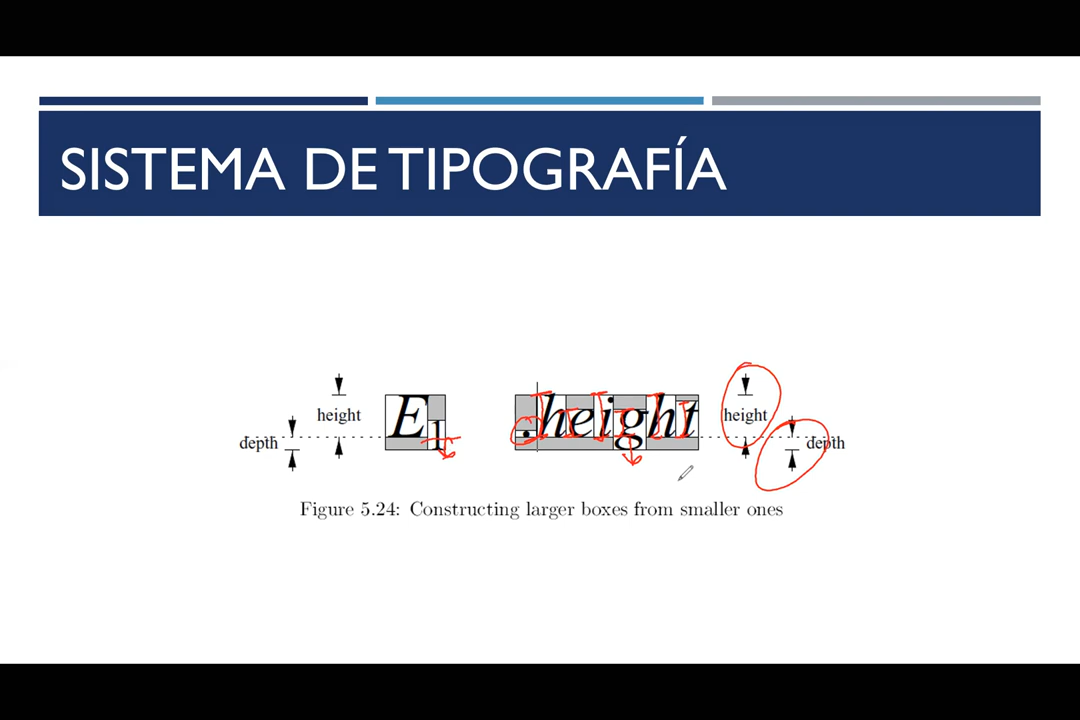 SISTEMA DE TIPOGRAFÍA
height
depth
E1
.height
height
depth
Figure 5.24: Constructing larger boxes from smaller ones